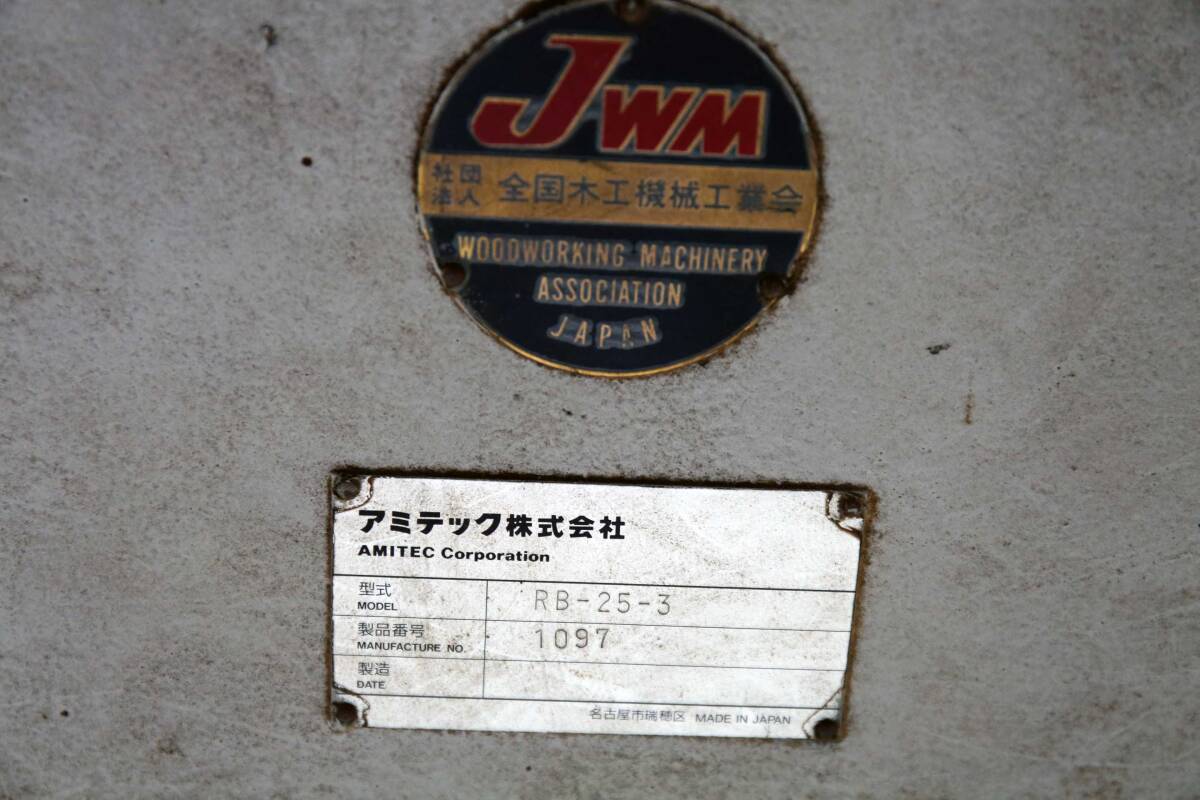 JWM
社団
法人
全国木工機械工業会
WOODWORKING MACHINERY
ASSOCIATION
JAPAN
アミテック株式会社
AMITEC Corporation
型式
MODEL
RB-25-3
製品番号
MANUFACTURE NO.
1097
製造
DATE
名古屋市瑞穂区 MADE IN JAPAN